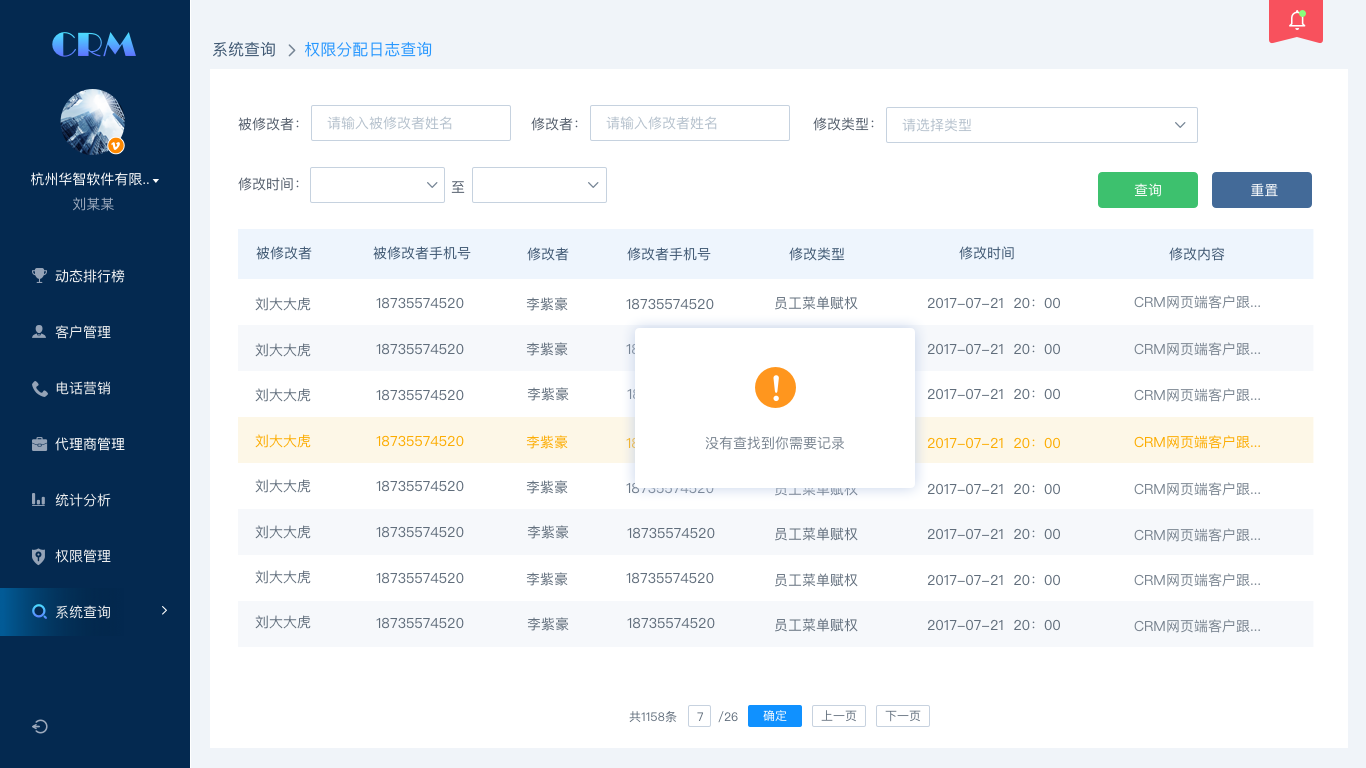 CRM
杭州华智软件有限..
刘某某
动态排行榜
客户管理
电话营销
代理商管理
统计分析
权限管理
系统查询
系统查询 > 权限分配日志查询
被修改者： 请输入被修改者姓名 修改者： 请输入修改者姓名 修改类型： 请选择类型
修改时间： 至 查询 重置
被修改者 被修改者手机号 修改者 修改者手机号 修改类型 修改时间 修改内容
刘大大虎 18735574520 李紫豪 18735574520 员工菜单赋权 2017-07-21 20：00 CRM网页端客户跟...
刘大大虎 18735574520 李紫豪 18 2017-07-21 20：00 CRM网页端客户跟...
刘大大虎 18735574520 李紫豪 18 2017-07-21 20：00 CRM网页端客户跟...
刘大大虎 18735574520 李紫豪 18 2017-07-21 20：00 CRM网页端客户跟...
没有查找到你需要记录
刘大大虎 18735574520 李紫豪 18735574520 员工菜单赋权 2017-07-21 20：00 CRM网页端客户跟...
刘大大虎 18735574520 李紫豪 18735574520 员工菜单赋权 2017-07-21 20：00 CRM网页端客户跟...
刘大大虎 18735574520 李紫豪 18735574520 员工菜单赋权 2017-07-21 20：00 CRM网页端客户跟...
刘大大虎 18735574520 李紫豪 18735574520 员工菜单赋权 2017-07-21 20：00 CRM网页端客户跟...
共1158条 7 /26 确定 上一页 下一页